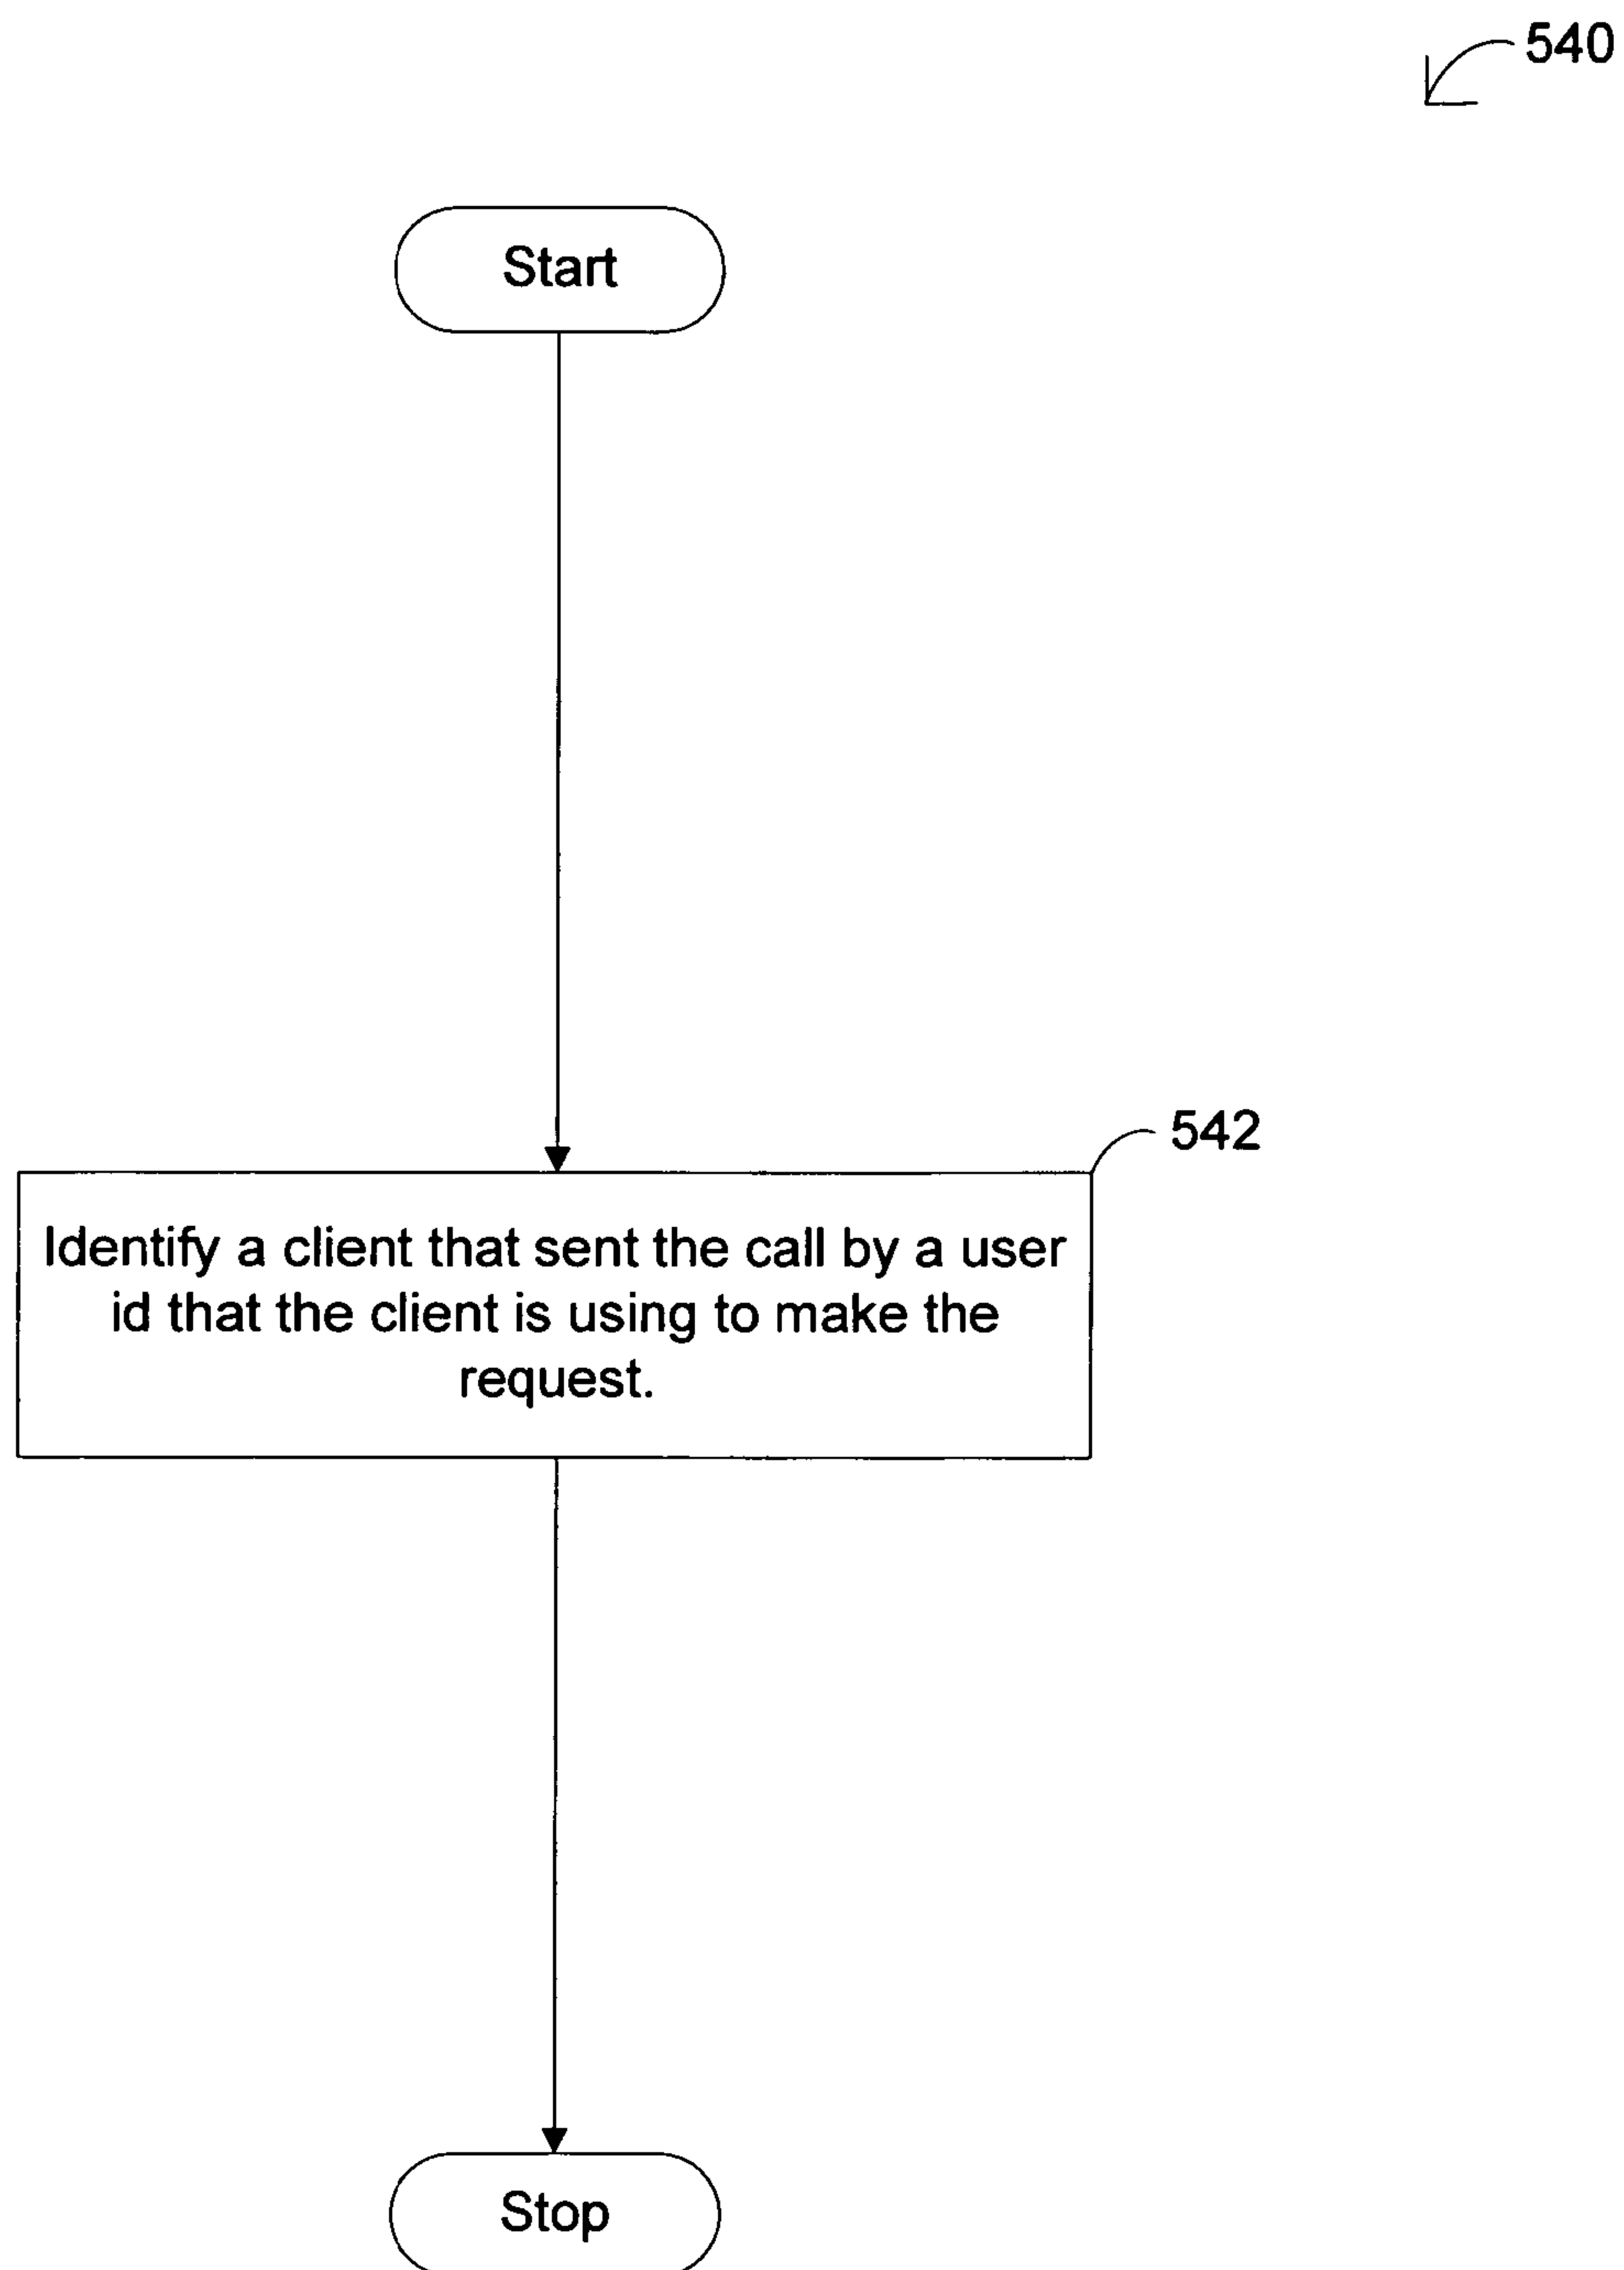 540
Start
542
Identify a client that sent the call by a user
id that the client is using to make the
request.
Stop